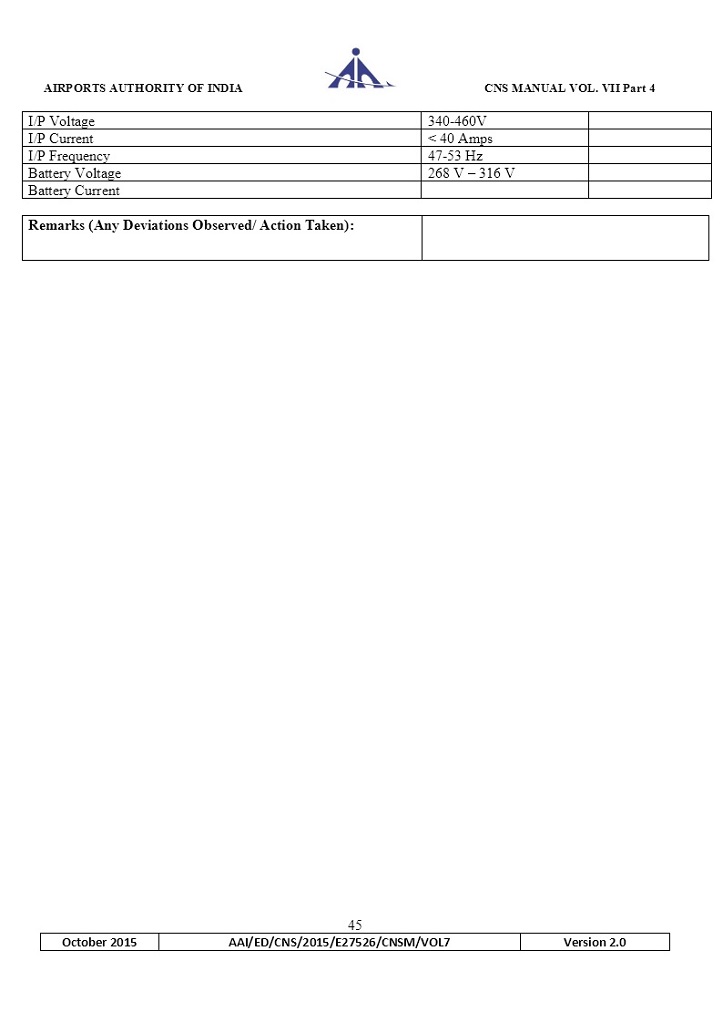 AIRPORTS AUTHORITY OF INDIA CNS MANUAL VOL. VII Part 4
I/P Voltage 340-460V
I/P Current < 40 Amps
I/P Frequency 47-53 Hz
Battery Voltage 268 V – 316 V
Battery Current
Remarks (Any Deviations Observed/ Action Taken):
45
October 2015 AAI/ED/CNS/2015/E27526/CNSM/VOL7 Version 2.0